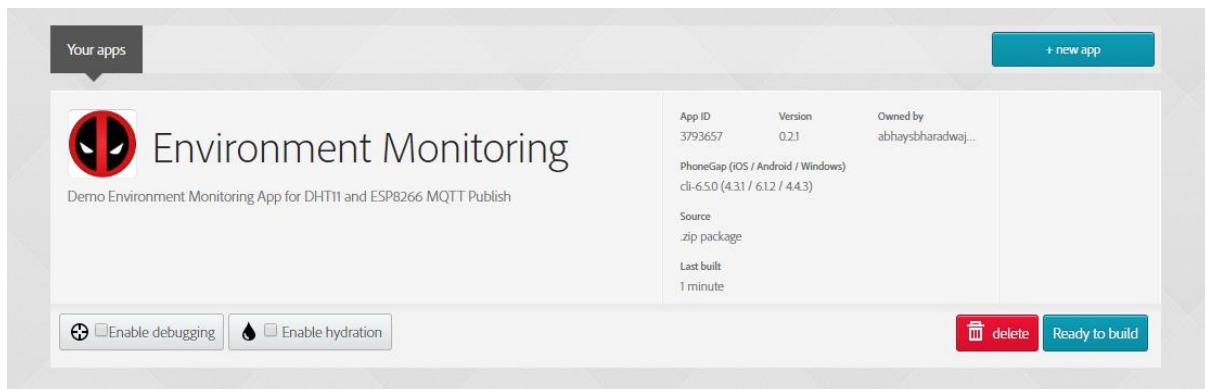 Your apps
+ new app
Environment Monitoring
Demo Environment Monitoring App for DHT11 and ESP8266 MQTT Publish
App ID Version Owned by
3793657 0.2.1 abhaysbharadwaj...
PhoneGap (iOS / Android / Windows)
cli-6.5.0 (4.3.1 / 6.1.2 / 4.4.3)
Source
.zip package
Last built
1 minute
Enable debugging
Enable hydration
delete
Ready to build